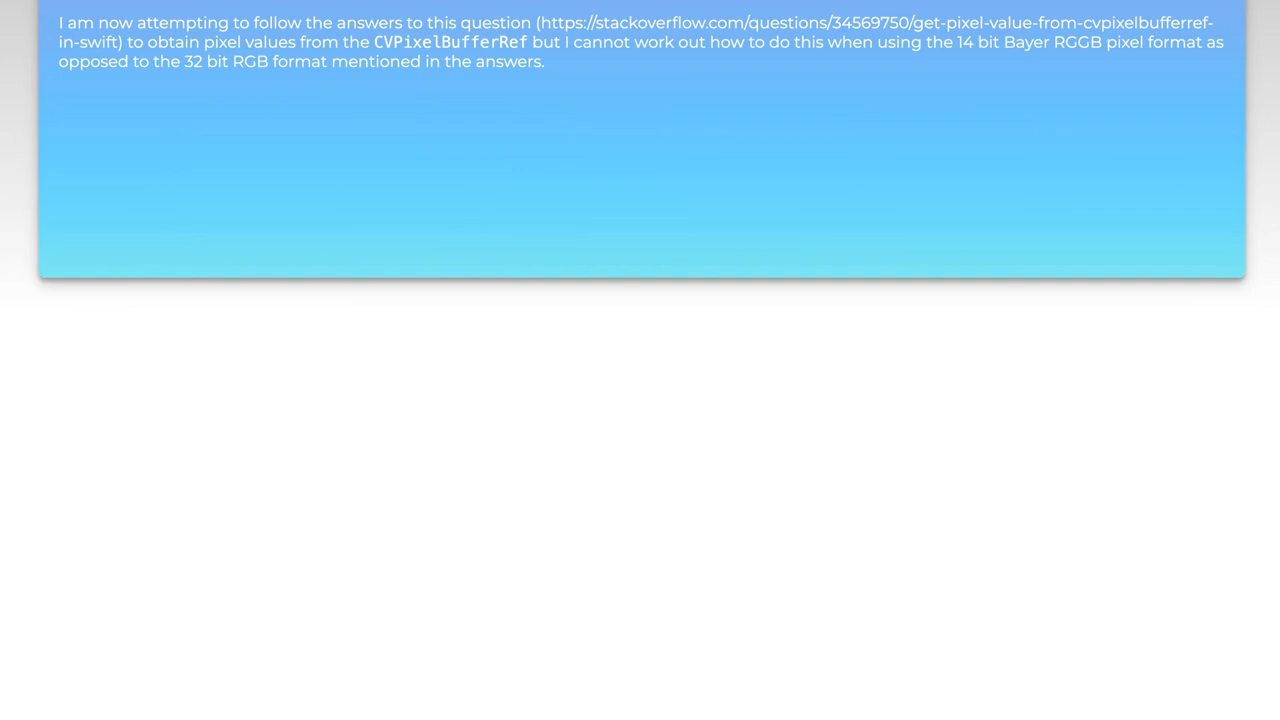 I am now attempting to follow the answers to this question (https://stackoverflow.com/questions/34569750/get-pixel-value-from-cvpixelbufferref-
in-swift) to obtain pixel values from the CVPixelBufferRef but I cannot work out how to do this when using the 14 bit Bayer RGGB pixel format as
opposed to the 32 bit RGB format mentioned in the answers.